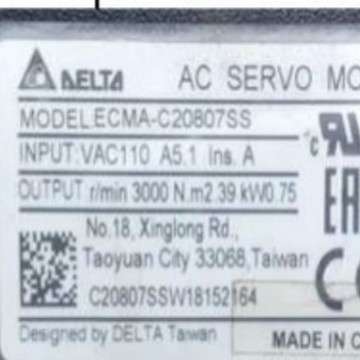 DELTA AC SERVO MO
MODEL:ECMA-C20807SS
INPUT:VAC110 A5.1 Ins. A
OUTPUT r/min 3000 N.m2.39 kW0.75
No.18, Xinglong Rd.,
Taoyuan City 33068,Taiwan
C20807SSW18152164
Designed by DELTA Taiwan
MADE IN C